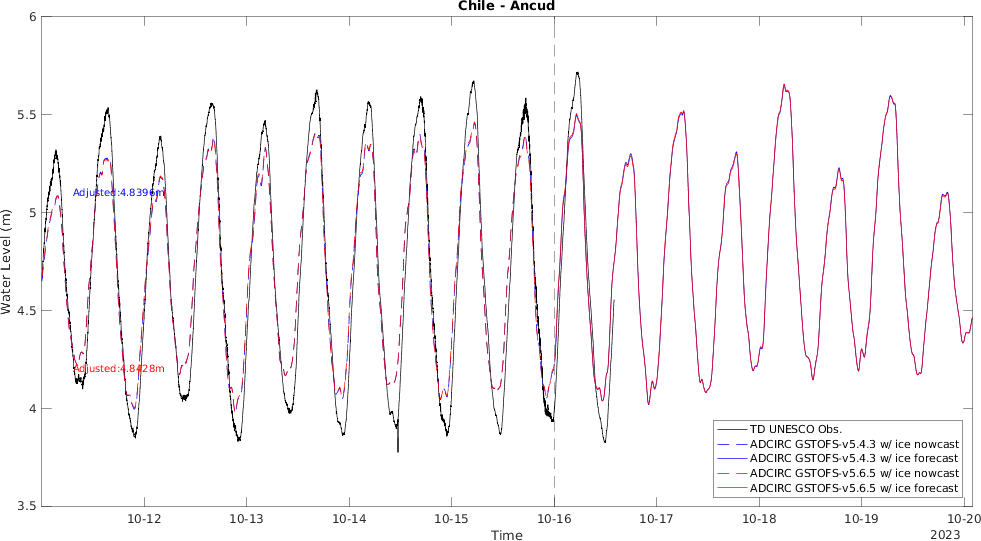 Chile - Ancud
6
5.5
5
4.5
4
3.5
Water Level (m)
Adjusted:4.8396m
Adjusted:4.8428m
TD UNESCO Obs.
ADCIRC GSTOFS-v5.4.3 w/ ice nowcast
ADCIRC GSTOFS-v5.4.3 w/ ice forecast
ADCIRC GSTOFS-v5.6.5 w/ ice nowcast
ADCIRC GSTOFS-v5.6.5 w/ ice forecast
10-12 10-13 10-14 10-15 10-16 10-17 10-18 10-19 10-20
Time
2023